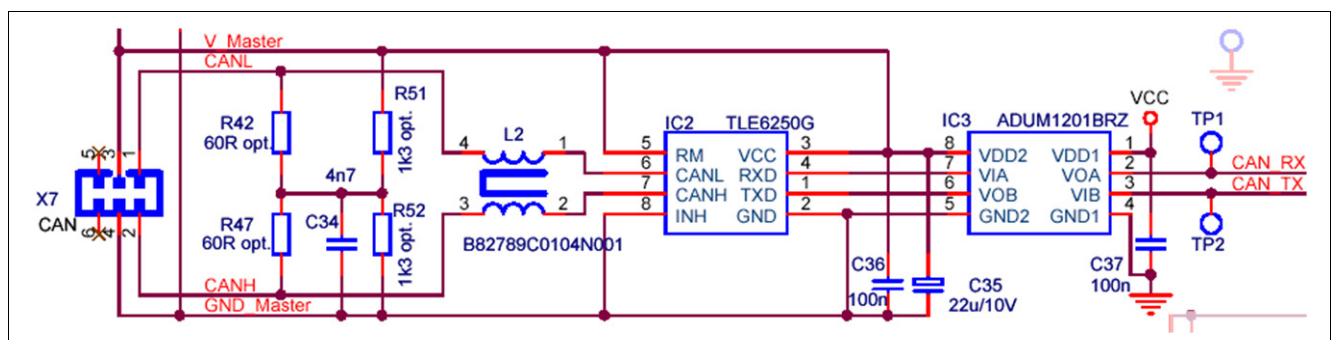 V_Master
CANL
R42
60R opt.
R51
1k3 opt.
L2
4
1
3
2
B82789C0104N001
5
3
1
X7
CAN
6
4
2
4n7
C34
R47
60R opt.
R52
1k3 opt.
CANH
GND_Master
IC2
TLE6250G
5 RM VCC 3
6 CANL RXD 4
7 CANH TXD 1
8 INH GND 2
C36
100n
C35
22u/10V
IC3
ADUM1201BRZ
8 VDD2 VDD1 1
7 VIA VOA 2
6 VOB VIB 3
5 GND2 GND1 4
VCC
TP1
CAN_RX
CAN_TX
TP2
C37
100n